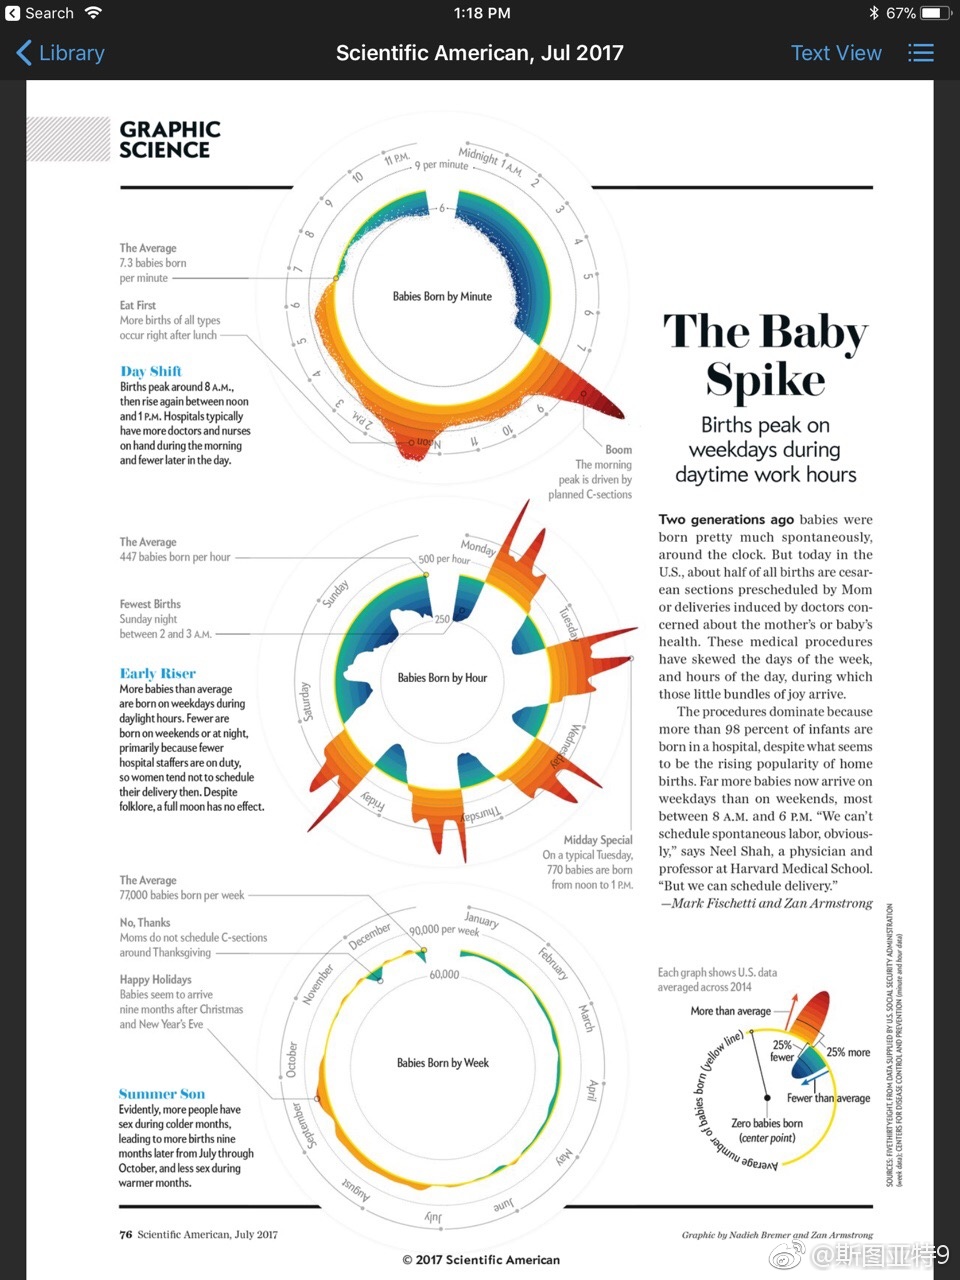 Search
1:18 PM
67%
Library
Scientific American, Jul 2017
Text View
GRAPHIC
SCIENCE
Midnight
1 A.M.
2
3
4
5
6
7
9
10
11
Noon
2 P.M.
3
4
5
6
7
8
9
10
11 P.M.
9 per minute
6
Babies Born by Minute
The Average
7.3 babies born
per minute
Eat First
More births of all types
occur right after lunch
Day Shift
Births peak around 8 A.M.,
then rise again between noon
and 1 P.M. Hospitals typically
have more doctors and nurses
on hand during the morning
and fewer later in the day.
Boom
The morning
peak is driven by
planned C-sections
The Average
447 babies born per hour
Fewest Births
Sunday night
between 2 and 3 A.M.
Early Riser
More babies than average
are born on weekdays during
daylight hours. Fewer are
born on weekends or at night,
primarily because fewer
hospital staffers are on duty,
so women tend not to schedule
their delivery then. Despite
folklore, a full moon has no effect.
500 per hour
250
Babies Born by Hour
Monday
Tuesday
Wednesday
Thursday
Friday
Saturday
Sunday
Midday Special
On a typical Tuesday,
770 babies are born
from noon to 1 P.M.
The Average
77,000 babies born per week
No, Thanks
Moms do not schedule C-sections
around Thanksgiving
Happy Holidays
Babies seem to arrive
nine months after Christmas
and New Year's Eve
Summer Son
Evidently, more people have
sex during colder months,
leading to more births nine
months later from July through
October, and less sex during
warmer months.
90,000 per week
60,000
Babies Born by Week
January
February
March
April
May
June
July
August
September
October
November
December
The Baby
Spike
Births peak on
weekdays during
daytime work hours
Two generations ago babies were
born pretty much spontaneously,
around the clock. But today in the
U.S., about half of all births are cesar-
ean sections prescheduled by Mom
or deliveries induced by doctors con-
cerned about the mother's or baby's
health. These medical procedures
have skewed the days of the week,
and hours of the day, during which
those little bundles of joy arrive.
The procedures dominate because
more than 98 percent of infants are
born in a hospital, despite what seems
to be the rising popularity of home
births. Far more babies now arrive on
weekdays than on weekends, most
between 8 A.M. and 6 P.M. “We can't
schedule spontaneous labor, obvious-
ly,” says Neel Shah, a physician and
professor at Harvard Medical School.
“But we can schedule delivery.”
—Mark Fischetti and Zan Armstrong
Each graph shows U.S. data
averaged across 2014
More than average
25%
fewer
25% more
Fewer than average
Zero babies born
(center point)
Average number of babies born (yellow line)
SOURCES: FIVETHIRTYEIGHT, FROM DATA SUPPLIED BY U.S. SOCIAL SECURITY ADMINISTRATION
(week data); CENTERS FOR DISEASE CONTROL AND PREVENTION (minute and hour data)
76 Scientific American, July 2017
Graphic by Nadieh Bremer and Zan Armstrong
© 2017 Scientific American
@斯图亚特9